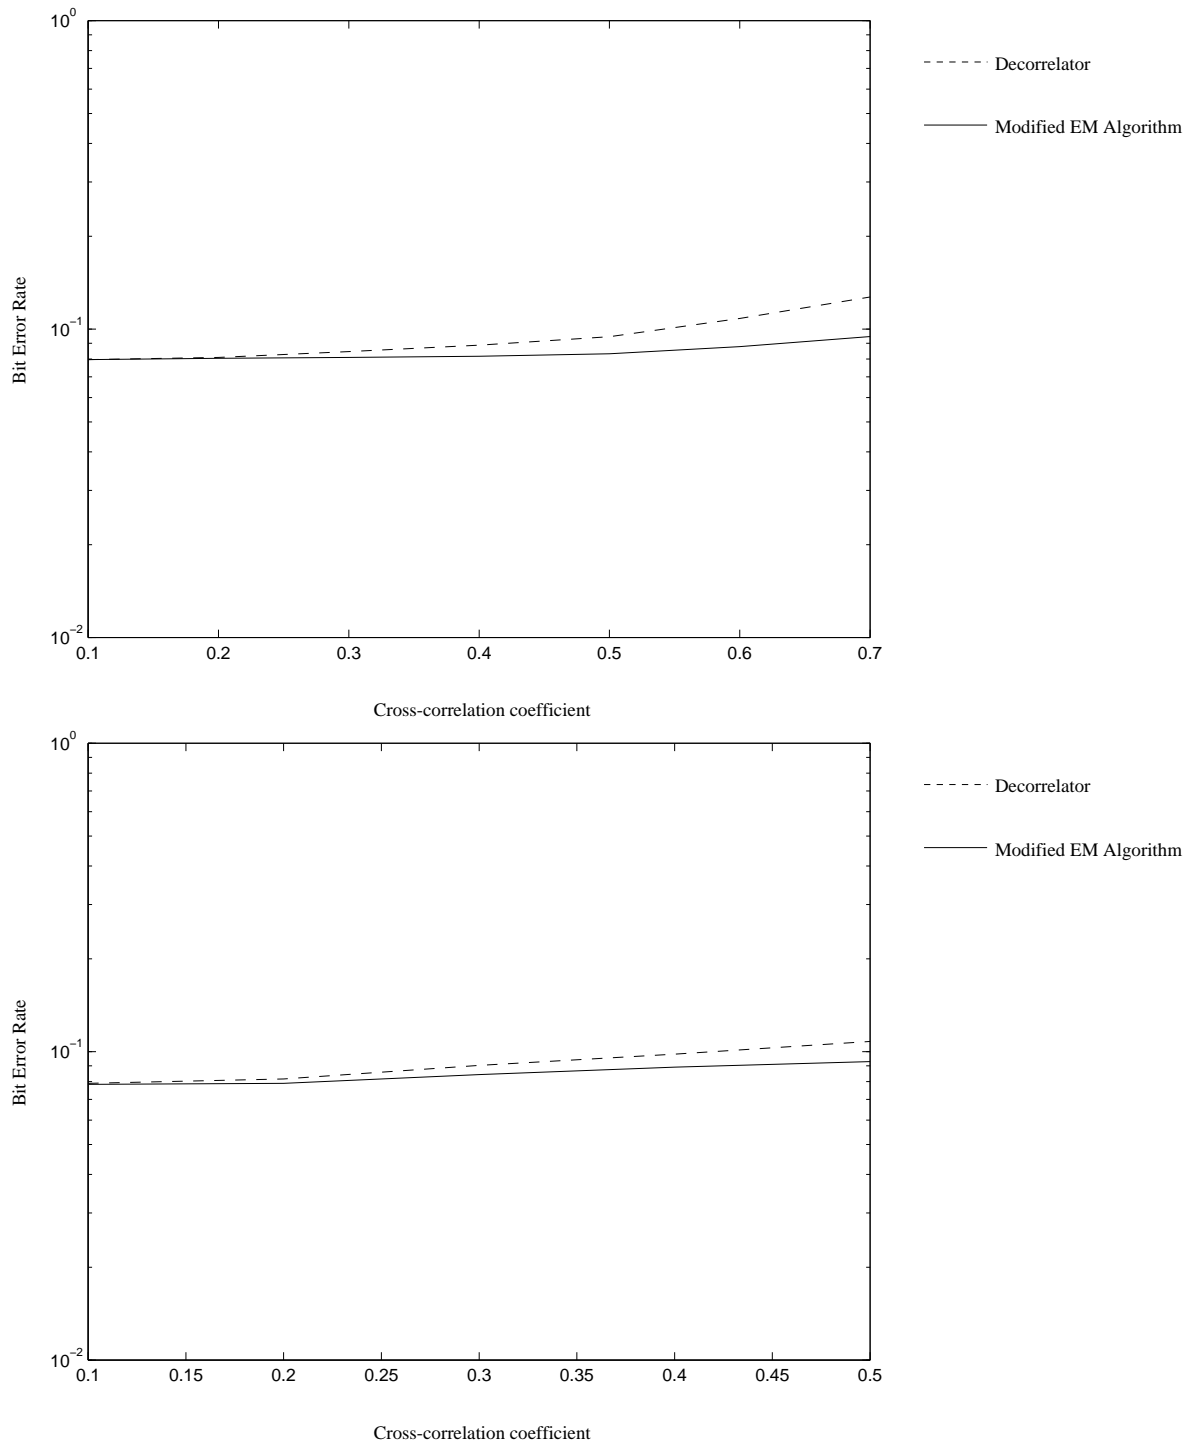 10^0
Decorrelator
Modified EM Algorithm
Bit Error Rate
10^−1
10^−2
0.1 0.2 0.3 0.4 0.5 0.6 0.7
Cross-correlation coefficient
10^0
Decorrelator
Modified EM Algorithm
Bit Error Rate
10^−1
10^−2
0.1 0.15 0.2 0.25 0.3 0.35 0.4 0.45 0.5
Cross-correlation coefficient